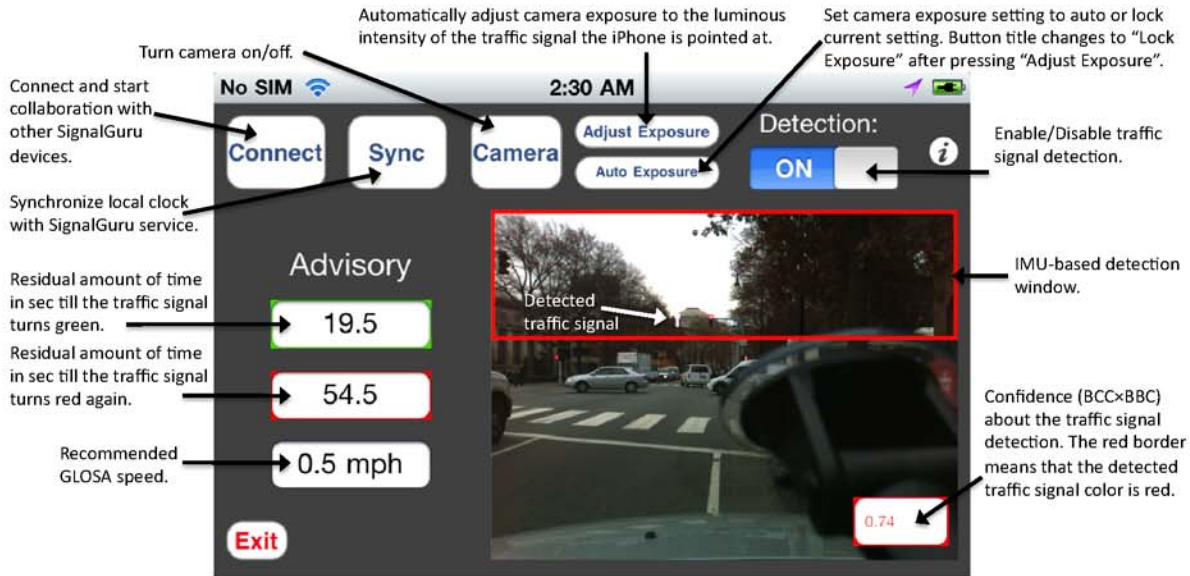 Automatically adjust camera exposure to the luminous
intensity of the traffic signal the iPhone is pointed at.
Set camera exposure setting to auto or lock
current setting. Button title changes to “Lock
Exposure” after pressing “Adjust Exposure”.
Turn camera on/off.
Connect and start
collaboration with
other SignalGuru
devices.
Synchronize local clock
with SignalGuru service.
Residual amount of time
in sec till the traffic signal
turns green.
Residual amount of time
in sec till the traffic signal
turns red again.
Recommended
GLOSA speed.
No SIM
2:30 AM
Connect
Sync
Camera
Adjust Exposure
Auto Exposure
Detection:
ON
i
Advisory
19.5
54.5
0.5 mph
Exit
Detected
traffic signal
0.74
Enable/Disable traffic
signal detection.
IMU-based detection
window.
Confidence (BCC×BBC)
about the traffic signal
detection. The red border
means that the detected
traffic signal color is red.